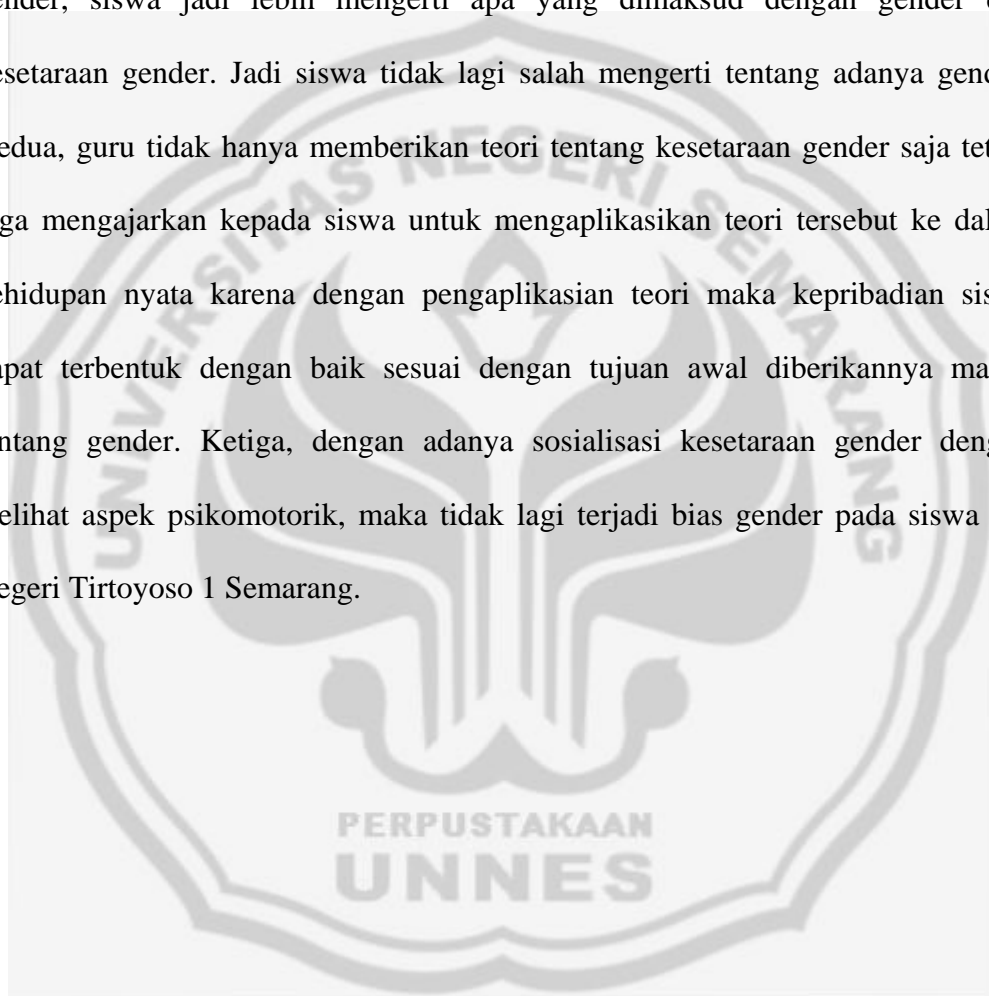 ender, siswa jadi lebih mengerti apa yang dimaksud dengan gender
esetaraan gender. Jadi siswa tidak lagi salah mengerti tentang adanya gend
edua, guru tidak hanya memberikan teori tentang kesetaraan gender saja tet
ga mengajarkan kepada siswa untuk mengaplikasikan teori tersebut ke dal
ehidupan nyata karena dengan pengaplikasian teori maka kepribadian sis
apat terbentuk dengan baik sesuai dengan tujuan awal diberikannya ma
ntang gender. Ketiga, dengan adanya sosialisasi kesetaraan gender deng
elihat aspek psikomotorik, maka tidak lagi terjadi bias gender pada siswa
egeri Tirtoyoso 1 Semarang.
UNIVERSITAS NEGERI SEMARANG
PERPUSTAKAAN
UNNES